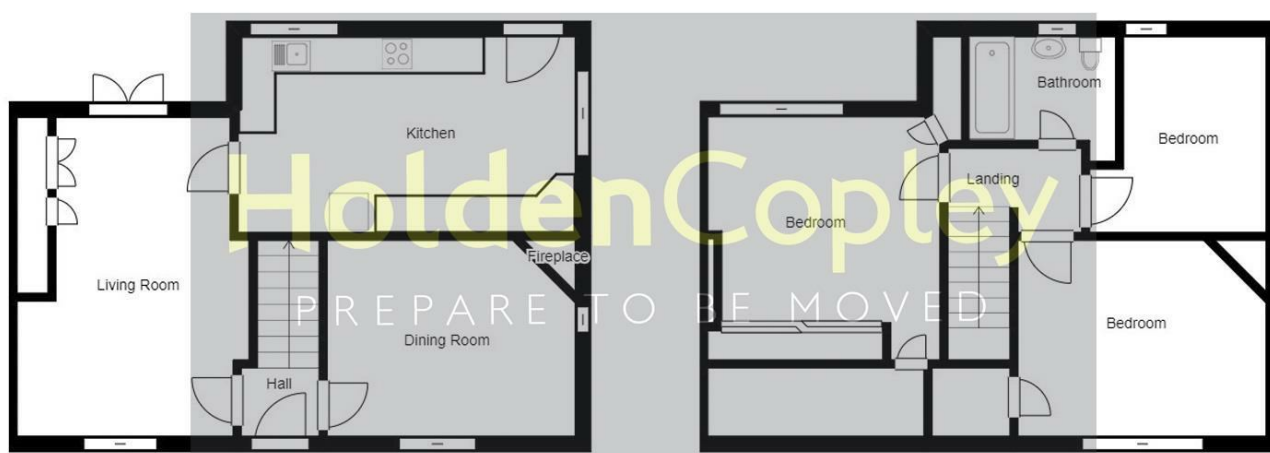 Kitchen
Living Room
Fireplace
Dining Room
Hall
Bathroom
Bedroom
Landing
Bedroom
Bedroom
HoldenCopley
PREPARE TO BE MOVED